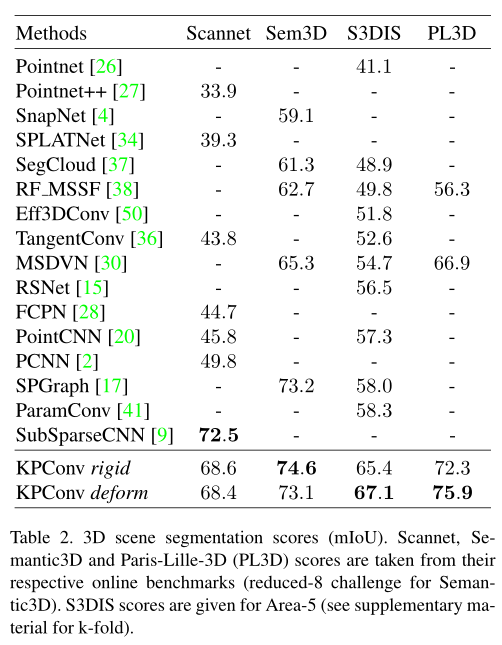 Methods Scannet Sem3D S3DIS PL3D
Pointnet [26] - - 41.1 -
Pointnet++ [27] 33.9 - - -
SnapNet [4] - 59.1 - -
SPLATNet [34] 39.3 - - -
SegCloud [37] - 61.3 48.9 -
RF_MSSF [38] - 62.7 49.8 56.3
Eff3DConv [50] - - 51.8 -
TangentConv [36] 43.8 - 52.6 -
MSDVN [30] - 65.3 54.7 66.9
RSNet [15] - - 56.5 -
FCPN [28] 44.7 - - -
PointCNN [20] 45.8 - 57.3 -
PCNN [2] 49.8 - - -
SPGraph [17] - 73.2 58.0 -
ParamConv [41] - - 58.3 -
SubSparseCNN [9] 72.5 - - -
KPConv rigid 68.6 74.6 65.4 72.3
KPConv deform 68.4 73.1 67.1 75.9
Table 2. 3D scene segmentation scores (mIoU). Scannet, Se-
mantic3D and Paris-Lille-3D (PL3D) scores are taken from their
respective online benchmarks (reduced-8 challenge for Seman-
tic3D). S3DIS scores are given for Area-5 (see supplementary ma-
terial for k-fold).